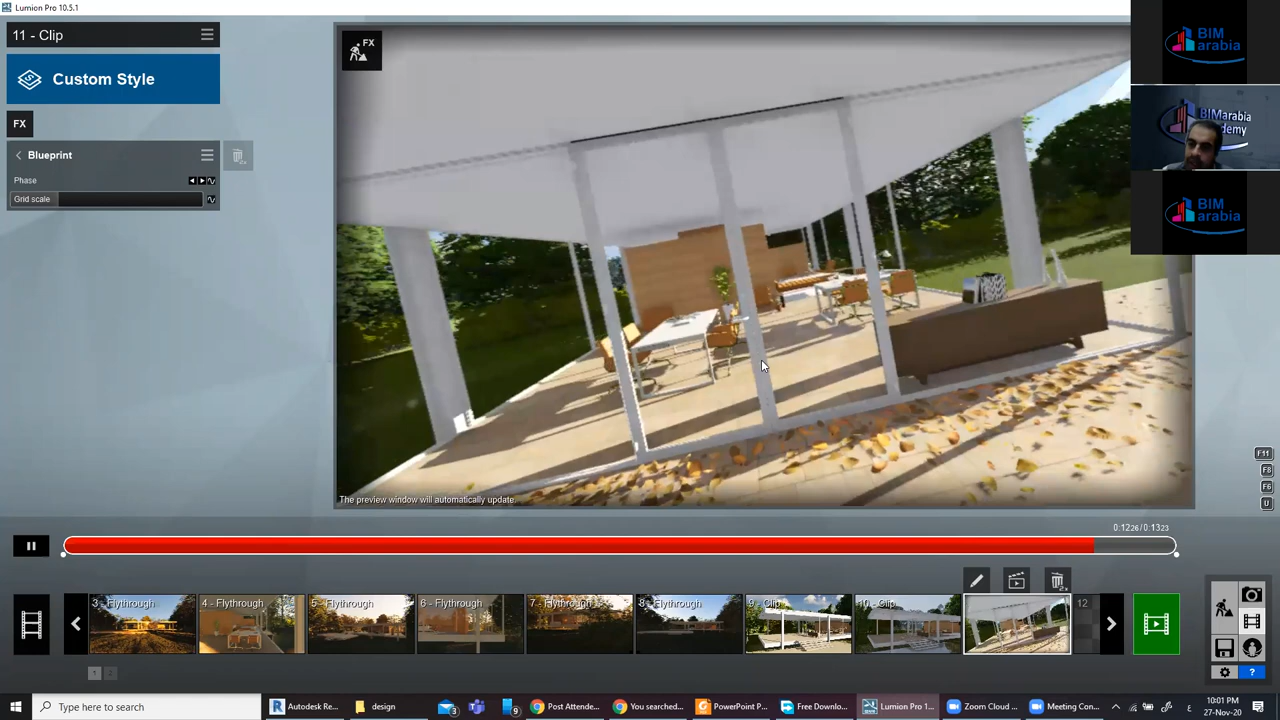 Lumion Pro 10.5.1
11 - Clip
Custom Style
FX
Blueprint
Phase
Grid scale
FX
The preview window will automatically update.
BIM
arabia
BIMarabia
BIM
arabia
F11
F8
F6
U
0:12 26/0:13 23
3 - Flythrough
4 - Flythrough
5 - Flythrough
6 - Flythrough
7 - Flythrough
8 - Flythrough
9 - Clip
10 - Clip
12
1
2
?
Type here to search
Autodesk Re...
design
3
9
Post Attende...
You searched...
PowerPoint P...
Free Downlo...
Lumion Pro 1...
Zoom Cloud ...
Meeting Con...
ع
10:01 PM
27-Nov-20